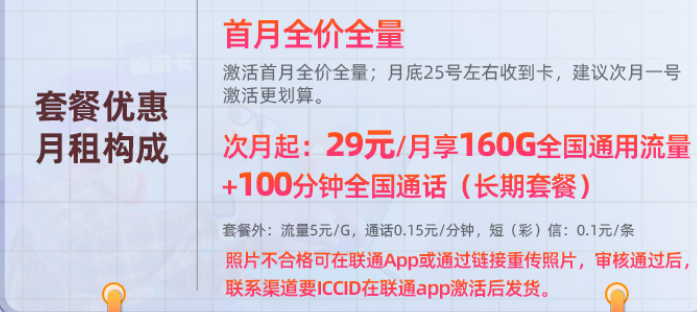 首月全价全量
激活首月全价全量；月底25号左右收到卡，建议次月一号
激活更划算。
套餐优惠
月租构成
次月起：29元/月享160G全国通用流量
+100分钟全国通话（长期套餐）
套餐外：流量5元/G，通话0.15元/分钟，短（彩）信：0.1元/条
照片不合格可在联通App或通过链接重传照片，审核通过后，
联系渠道要ICCID在联通app激活后发货。